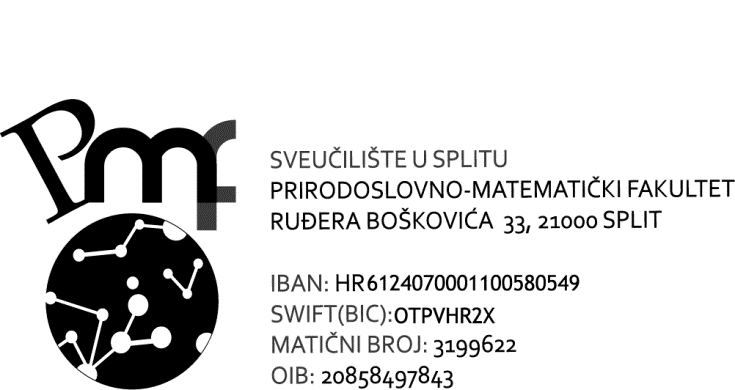 Pmf
SVEUČILIŠTE U SPLITU
PRIRODOSLOVNO-MATEMATIČKI FAKULTET
RUĐERA BOŠKOVIĆA 33, 21000 SPLIT
IBAN: HR6124070001100580549
SWIFT(BIC):OTPVHR2X
MATIČNI BROJ: 3199622
OIB: 20858497843